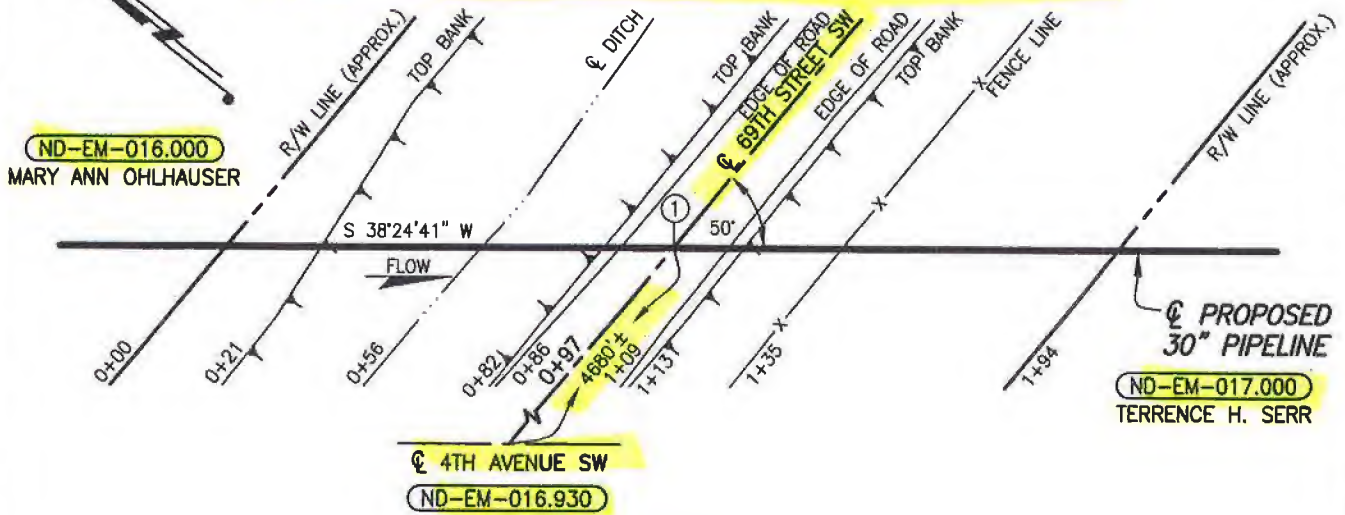 R/W LINE (APPROX.)
TOP BANK
℄ DITCH
TOP BANK
EDGE OF ROAD
℄ 69TH STREET SW
EDGE OF ROAD
TOP BANK
X
FENCE LINE
X
X
R/W LINE (APPROX.)
ND-EM-016.000
MARY ANN OHLHAUSER
S 38°24'41" W
FLOW
1
50°
0+00
0+21
0+56
0+82
0+86
0+97
4680'±
1+09
1+13
1+35
1+94
℄ PROPOSED
30" PIPELINE
ND-EM-017.000
TERRENCE H. SERR
℄ 4TH AVENUE SW
ND-EM-016.930